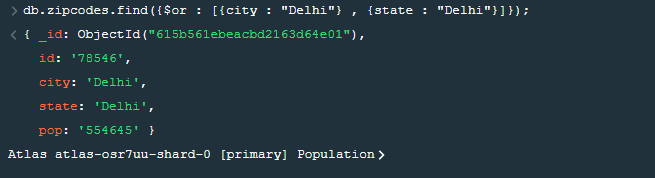 > db.zipcodes.find({$or : [{city : "Delhi"} , {state : "Delhi"}]});
< { _id: ObjectId("615b561ebeacbd2163d64e01"),
id: '78546',
city: 'Delhi',
state: 'Delhi',
pop: '554645' }
Atlas atlas-osr7uu-shard-0 [primary] Population>